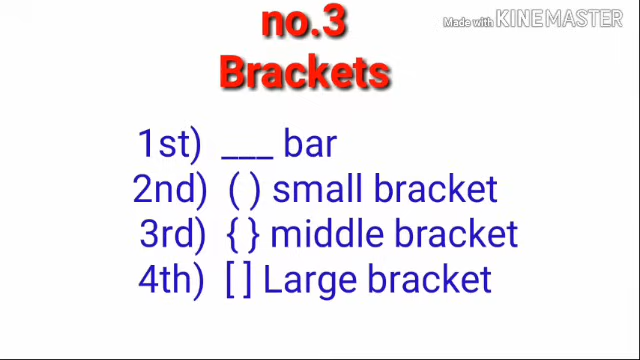 no.3
Made with KINEMASTER
Brackets
1st) ___ bar
2nd) ( ) small bracket
3rd) { } middle bracket
4th) [ ] Large bracket